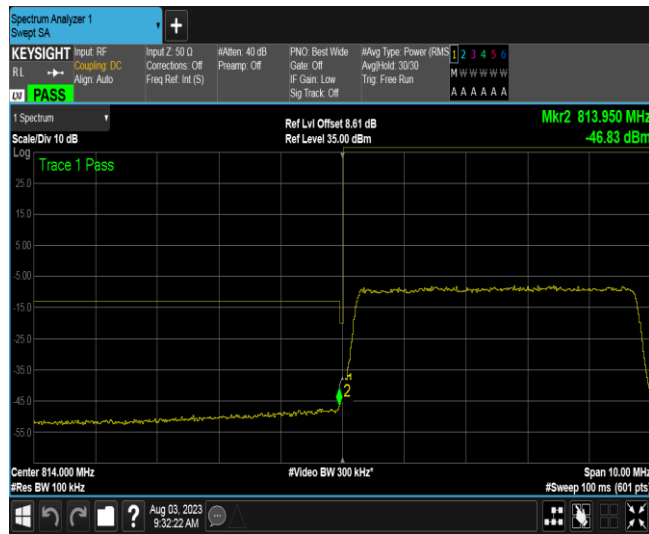 Spectrum Analyzer 1
Swept SA
KEYSIGHT
RL
LXI PASS
Input: RF
Coupling: DC
Align: Auto
Input Z: 50 Ω
Corrections: Off
Freq Ref: Int (S)
#Atten: 40 dB
Preamp: Off
PNO: Best Wide
Gate: Off
IF Gain: Low
Sig Track: Off
#Avg Type: Power (RMS
Avg|Hold: 30/30
Trig: Free Run
1 2 3 4 5 6
M W W W W W
A A A A A A
1 Spectrum
Scale/Div 10 dB
Ref Lvl Offset 8.61 dB
Ref Level 35.00 dBm
Mkr2 813.950 MHz
-46.83 dBm
Log
Trace 1 Pass
25.0
15.0
5.00
-5.00
-15.0
-25.0
-35.0
-45.0
-55.0
2
Center 814.000 MHz
#Res BW 100 kHz
#Video BW 300 kHz*
Span 10.00 MHz
#Sweep 100 ms (601 pts
?
Aug 03, 2023
9:32:22 AM